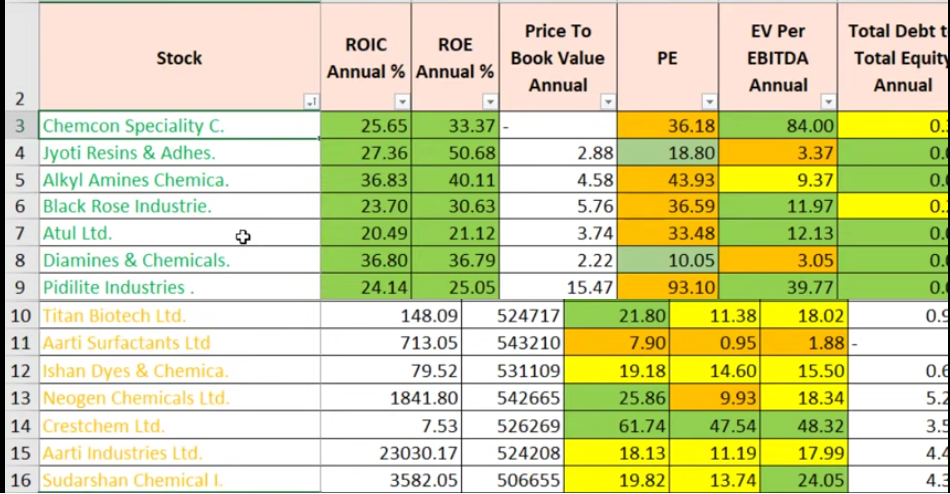 2 Stock ROIC Annual % ROE Annual % Price To Book Value Annual PE EV Per EBITDA Annual Total Debt t Total Equity Annual
3 Chemcon Speciality C. 25.65 33.37 - 36.18 84.00 0.
4 Jyoti Resins & Adhes. 27.36 50.68 2.88 18.80 3.37 0.
5 Alkyl Amines Chemica. 36.83 40.11 4.58 43.93 9.37 0.
6 Black Rose Industrie. 23.70 30.63 5.76 36.59 11.97 0.
7 Atul Ltd. 20.49 21.12 3.74 33.48 12.13 0.
8 Diamines & Chemicals. 36.80 36.79 2.22 10.05 3.05 0.
9 Pidilite Industries . 24.14 25.05 15.47 93.10 39.77 0.
10 Titan Biotech Ltd. 148.09 524717 21.80 11.38 18.02 0.9
11 Aarti Surfactants Ltd 713.05 543210 7.90 0.95 1.88 -
12 Ishan Dyes & Chemica. 79.52 531109 19.18 14.60 15.50 0.6
13 Neogen Chemicals Ltd. 1841.80 542665 25.86 9.93 18.34 5.2
14 Crestchem Ltd. 7.53 526269 61.74 47.54 48.32 3.5
15 Aarti Industries Ltd. 23030.17 524208 18.13 11.19 17.99 4.4
16 Sudarshan Chemical I. 3582.05 506655 19.82 13.74 24.05 4.3